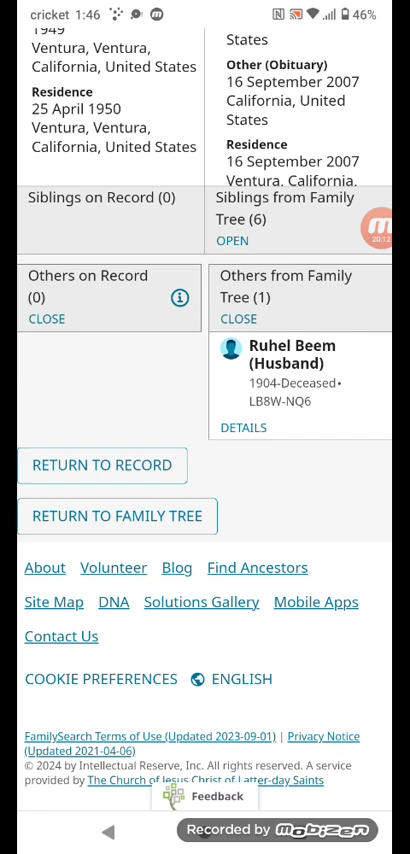 cricket 1:46
46%
1949
Ventura, Ventura,
California, United States
Residence
25 April 1950
Ventura, Ventura,
California, United States
States
Other (Obituary)
16 September 2007
California, United
States
Residence
16 September 2007
Ventura, California,
Siblings on Record (0)
Siblings from Family
Tree (6)
OPEN
20:12
Others on Record
(0)
CLOSE
Others from Family
Tree (1)
CLOSE
Ruhel Beem
(Husband)
1904-Deceased•
LB8W-NQ6
DETAILS
RETURN TO RECORD
RETURN TO FAMILY TREE
About Volunteer Blog Find Ancestors
Site Map DNA Solutions Gallery Mobile Apps
Contact Us
COOKIE PREFERENCES ENGLISH
FamilySearch Terms of Use (Updated 2023-09-01) | Privacy Notice
(Updated 2021-04-06)
© 2024 by Intellectual Reserve, Inc. All rights reserved. A service
provided by The Church of Jesus Christ of Latter-day Saints
Feedback
Recorded by mobizen